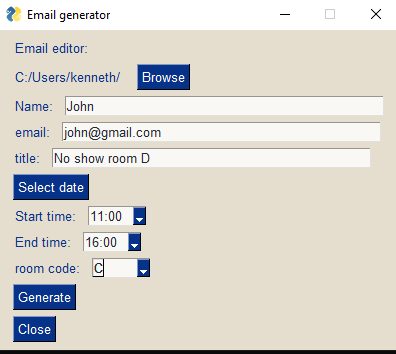 Email generator
Email editor:
C:/Users/kenneth/ Browse
Name: John
email: john@gmail.com
title: No show room D
Select date
Start time: 11:00
End time: 16:00
room code: C
Generate
Close